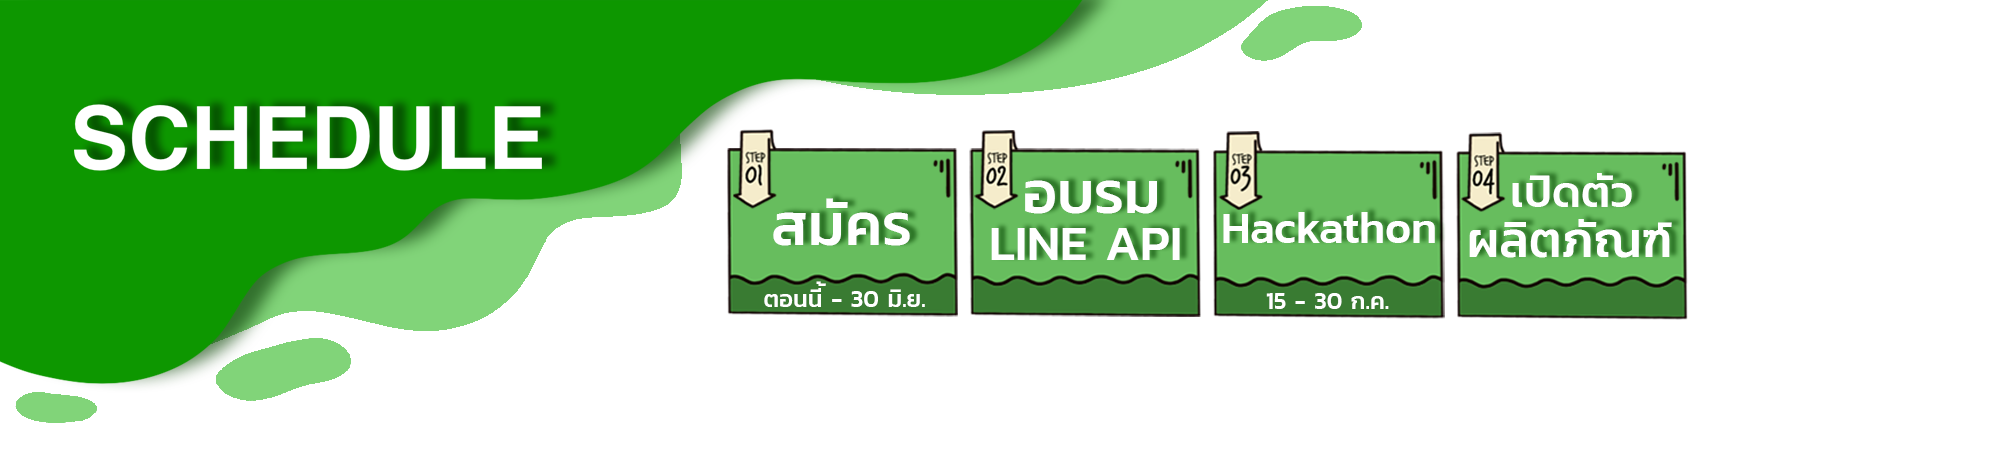 SCHEDULE
STEP
01
สมัคร
ตอนนี้ - 30 มิ.ย.
STEP
02
อบรม
LINE API
STEP
03
Hackathon
15 - 30 ก.ค.
STEP
04
เปิดตัว
ผลิตภัณฑ์